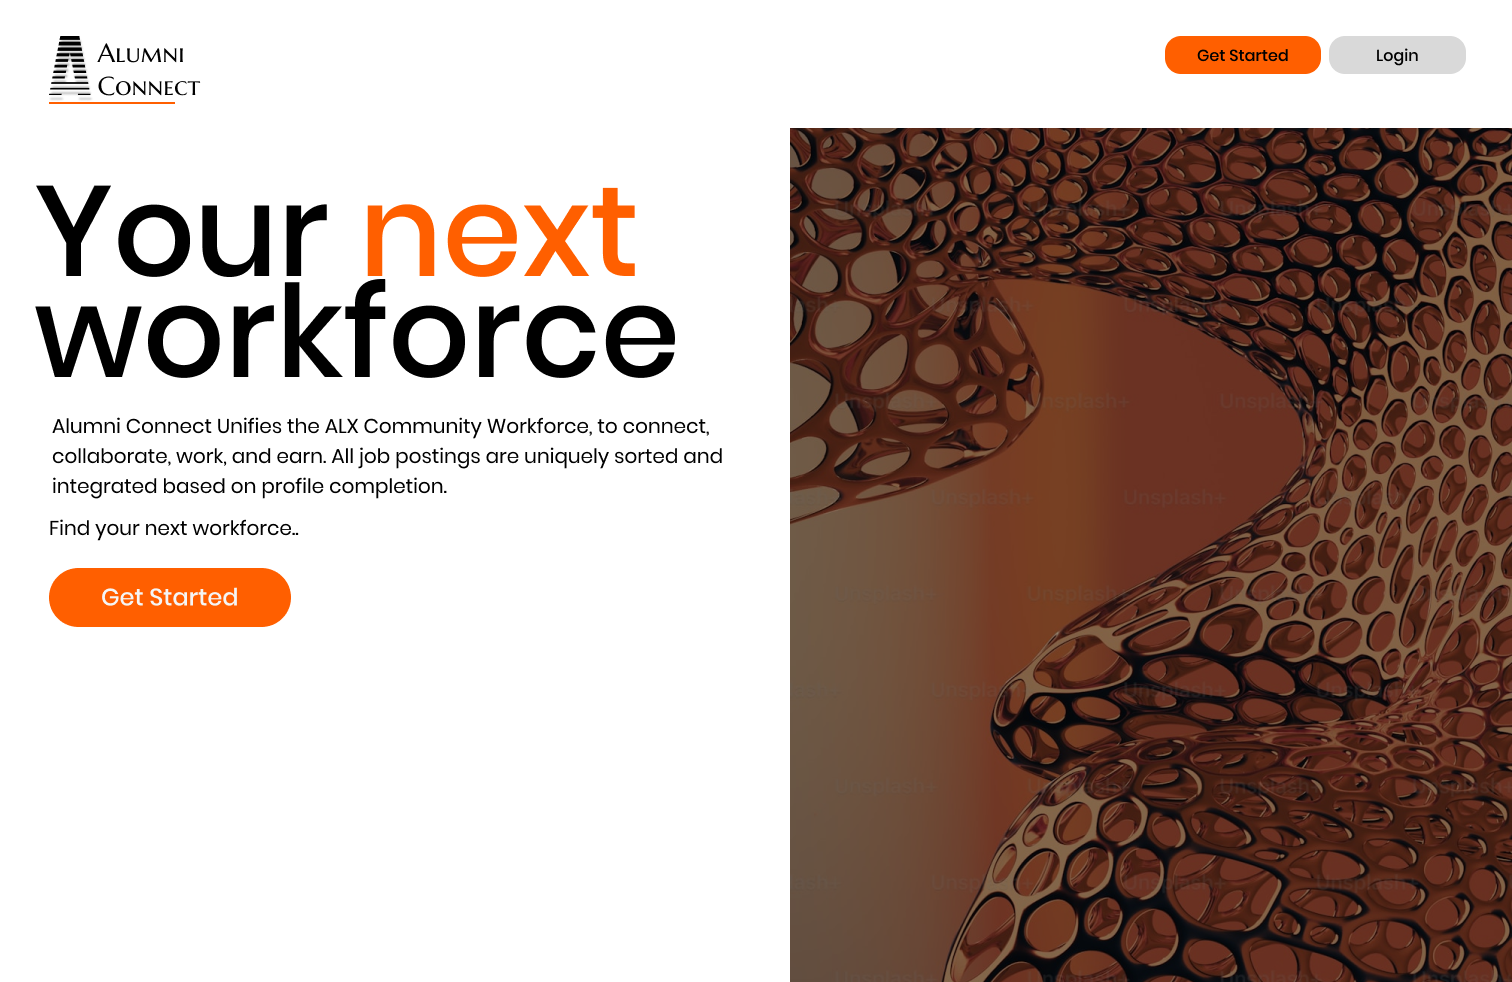 Alumni
Connect
Get Started
Login
Your next
workforce
Alumni Connect Unifies the ALX Community Workforce, to connect,
collaborate, work, and earn. All job postings are uniquely sorted and
integrated based on profile completion.
Find your next workforce..
Get Started
Unsplash+
Unsplash+
Unsplash+
Unsplash+
Unsplash+
Unsplash+
Unsplash+